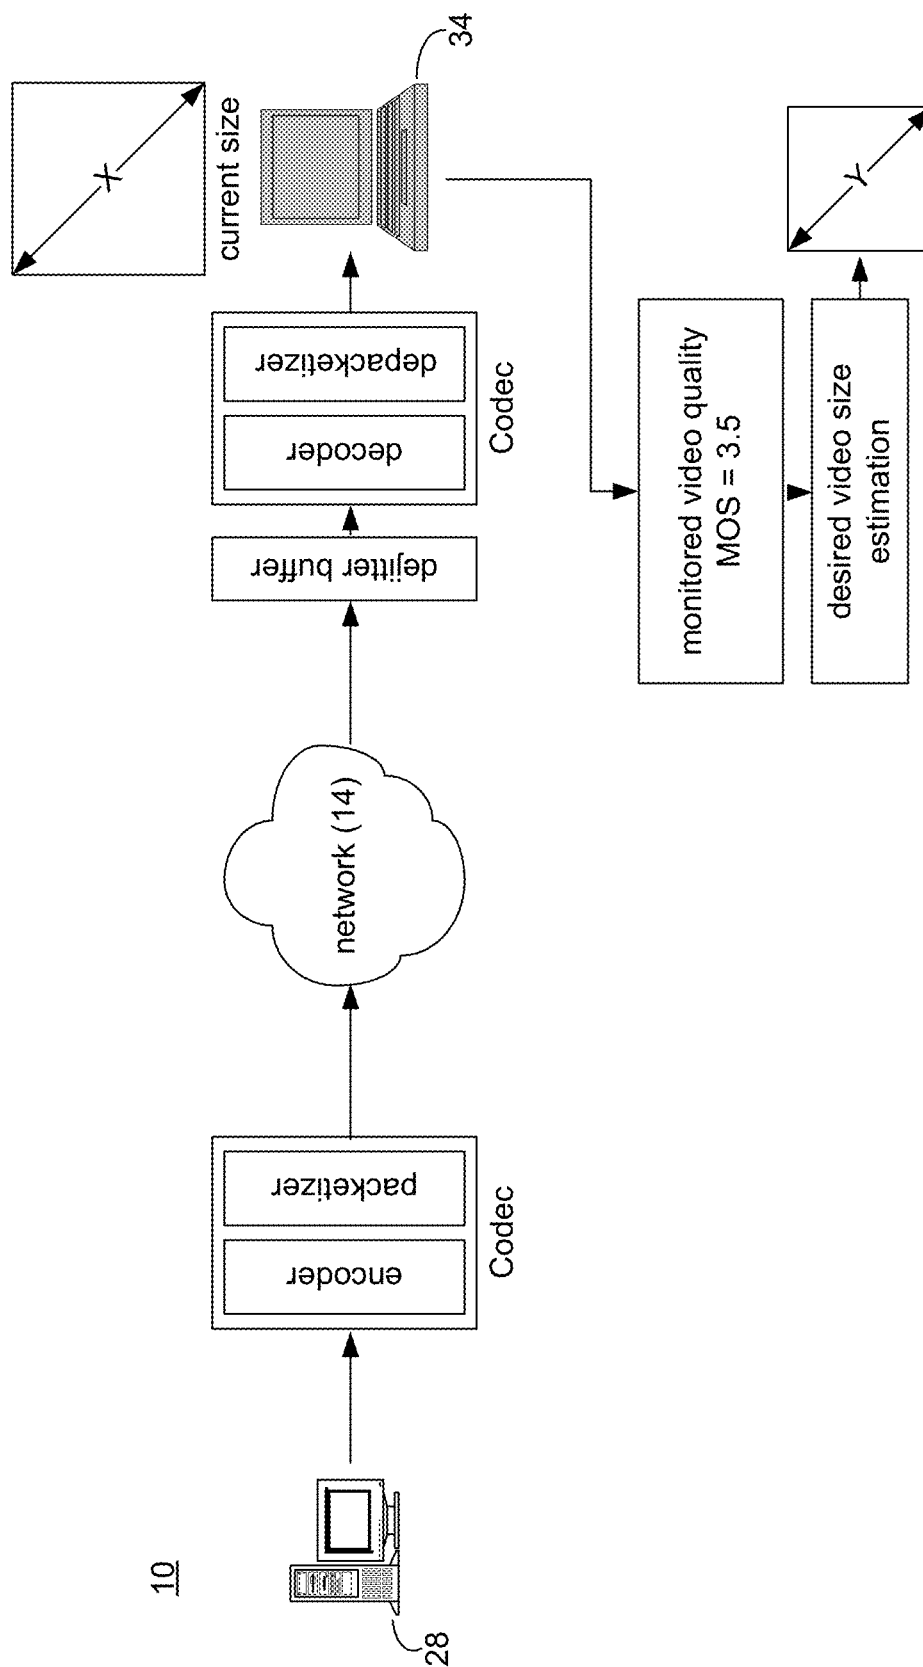 10
28
encoder
packetizer
Codec
network (14)
dejitter buffer
decoder
depacketizer
Codec
X
current size
34
monitored video quality
MOS = 3.5
desired video size
estimation
Y